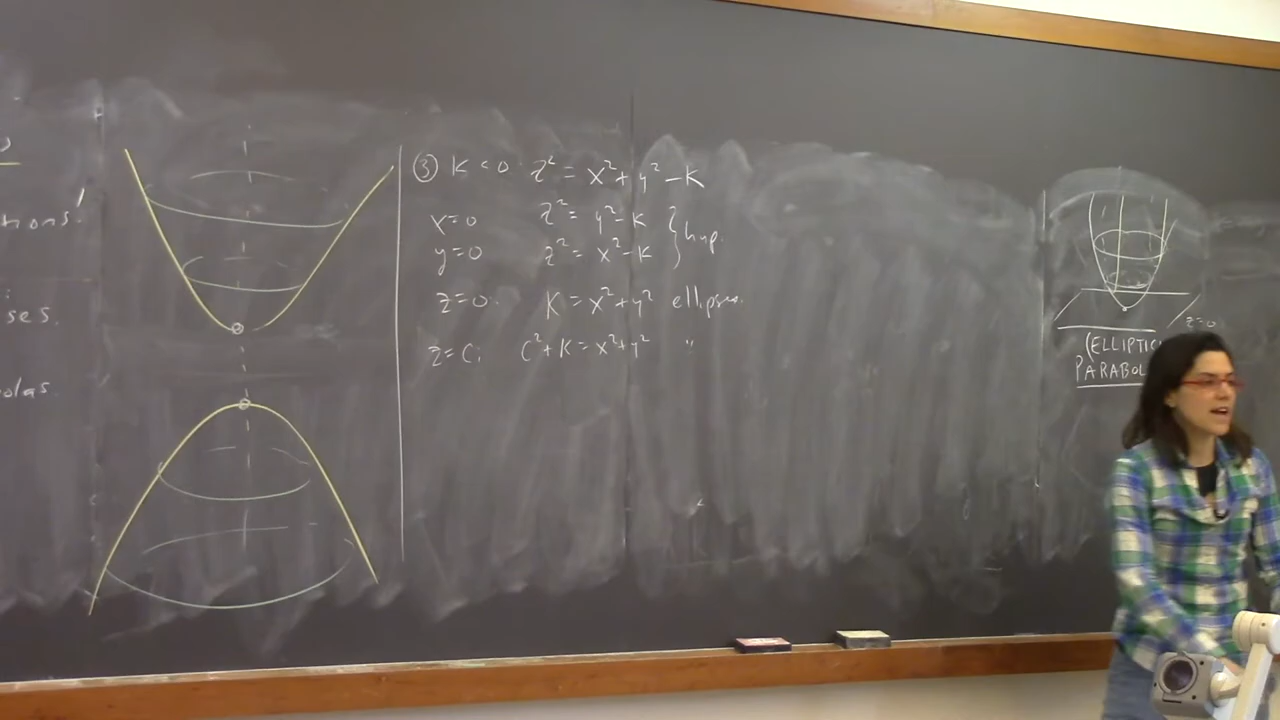 tions!
ses.
olas.
③ K < 0. z² = x² + y² - K
x=0 z² = y² - K
y=0 z² = x² - K } hyp.
z=0. K = x² + y² ellipses.
z = C; C² + K = x² + y² "
z=0
(ELLIPTIC
PARABOL